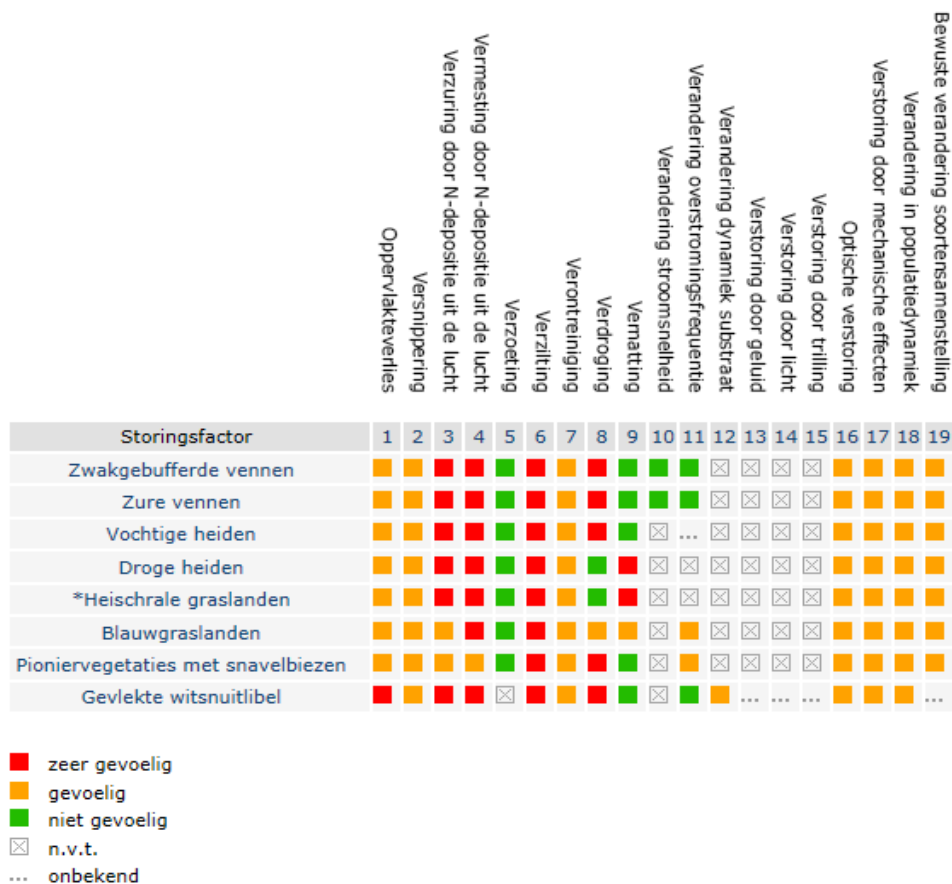 Oppervlakteverlies
Versnippering
Verzuring door N-depositie uit de lucht
Vermesting door N-depositie uit de lucht
Verzoeting
Verzilting
Verontreiniging
Verdroging
Vernatting
Verandering stroomsnelheid
Verandering overstromingsfrequentie
Verandering dynamiek substraat
Verstoring door geluid
Verstoring door licht
Verstoring door trilling
Optische verstoring
Verstoring door mechanische effecten
Verandering in populatiedynamiek
Bewuste verandering soortensamenstelling
Storingsfactor 1 2 3 4 5 6 7 8 9 10 11 12 13 14 15 16 17 18 19
Zwakgebufferde vennen
Zure vennen
Vochtige heiden ...
Droge heiden
*Heischrale graslanden
Blauwgraslanden
Pioniervegetaties met snavelbiezen
Gevlekte witsnuitlibel ... ... ... ...
zeer gevoelig
gevoelig
niet gevoelig
n.v.t.
... onbekend